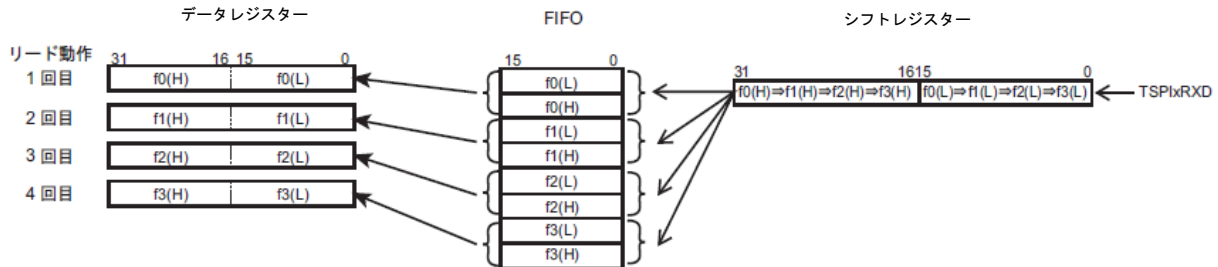 データレジスター
FIFO
シフトレジスター
リード動作
31 16 15 0
1 回目
f0(H) f0(L)
2 回目
f1(H) f1(L)
3 回目
f2(H) f2(L)
4 回目
f3(H) f3(L)
15 0
f0(L)
f0(H)
f1(L)
f1(H)
f2(L)
f2(H)
f3(L)
f3(H)
31 1615 0
f0(H)⇒f1(H)⇒f2(H)⇒f3(H) f0(L)⇒f1(L)⇒f2(L)⇒f3(L)
TSPIxRXD